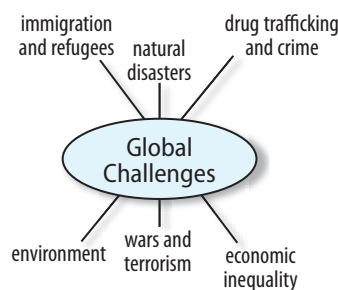 immigration
and refugees
natural
disasters
drug trafficking
and crime
Global
Challenges
environment
wars and
terrorism
economic
inequality